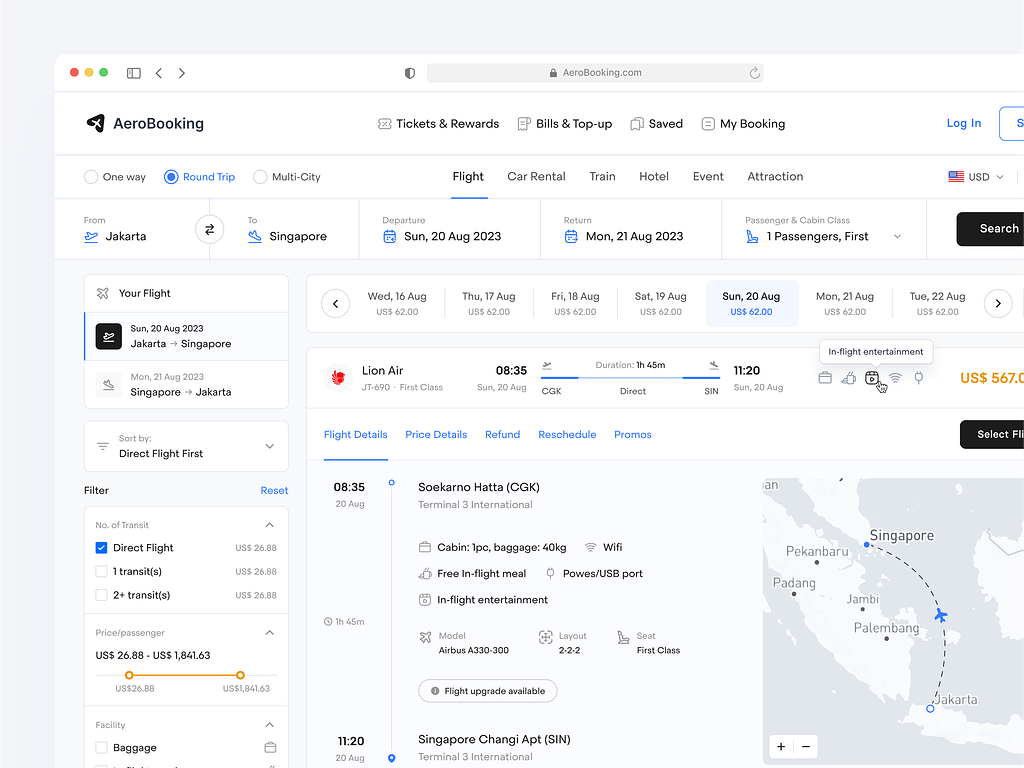 AeroBooking.com
AeroBooking
Tickets & Rewards
Bills & Top-up
Saved
My Booking
Log In
S
One way
Round Trip
Multi-City
Flight
Car Rental
Train
Hotel
Event
Attraction
USD
From
Jakarta
To
Singapore
Departure
Sun, 20 Aug 2023
Return
Mon, 21 Aug 2023
Passenger & Cabin Class
1 Passengers, First
Search
Your Flight
Sun, 20 Aug 2023
Jakarta → Singapore
Mon, 21 Aug 2023
Singapore → Jakarta
Sort by:
Direct Flight First
Filter
Reset
No. of Transit
Direct Flight US$ 26.88
1 transit(s) US$ 26.88
2+ transit(s) US$ 26.88
Price/passenger
US$ 26.88 - US$ 1,841.63
US$26.88 US$1,841.63
Facility
Baggage
Wed, 16 Aug
US$ 62.00
Thu, 17 Aug
US$ 62.00
Fri, 18 Aug
US$ 62.00
Sat, 19 Aug
US$ 62.00
Sun, 20 Aug
US$ 62.00
Mon, 21 Aug
US$ 62.00
Tue, 22 Aug
US$ 62.00
In-flight entertainment
Lion Air
JT-690 · First Class
08:35
Sun, 20 Aug
Duration: 1h 45m
CGK Direct SIN
11:20
Sun, 20 Aug
US$ 567.0
Flight Details
Price Details
Refund
Reschedule
Promos
Select Fli
08:35
20 Aug
Soekarno Hatta (CGK)
Terminal 3 International
Cabin: 1pc, baggage: 40kg
Wifi
Free In-flight meal
Powes/USB port
In-flight entertainment
1h 45m
Model
Airbus A330-300
Layout
2-2-2
Seat
First Class
Flight upgrade available
11:20
20 Aug
Singapore Changi Apt (SIN)
Terminal 3 International
an
Singapore
Pekanbaru
Padang
Jambi
Palembang
Jakarta
+ −